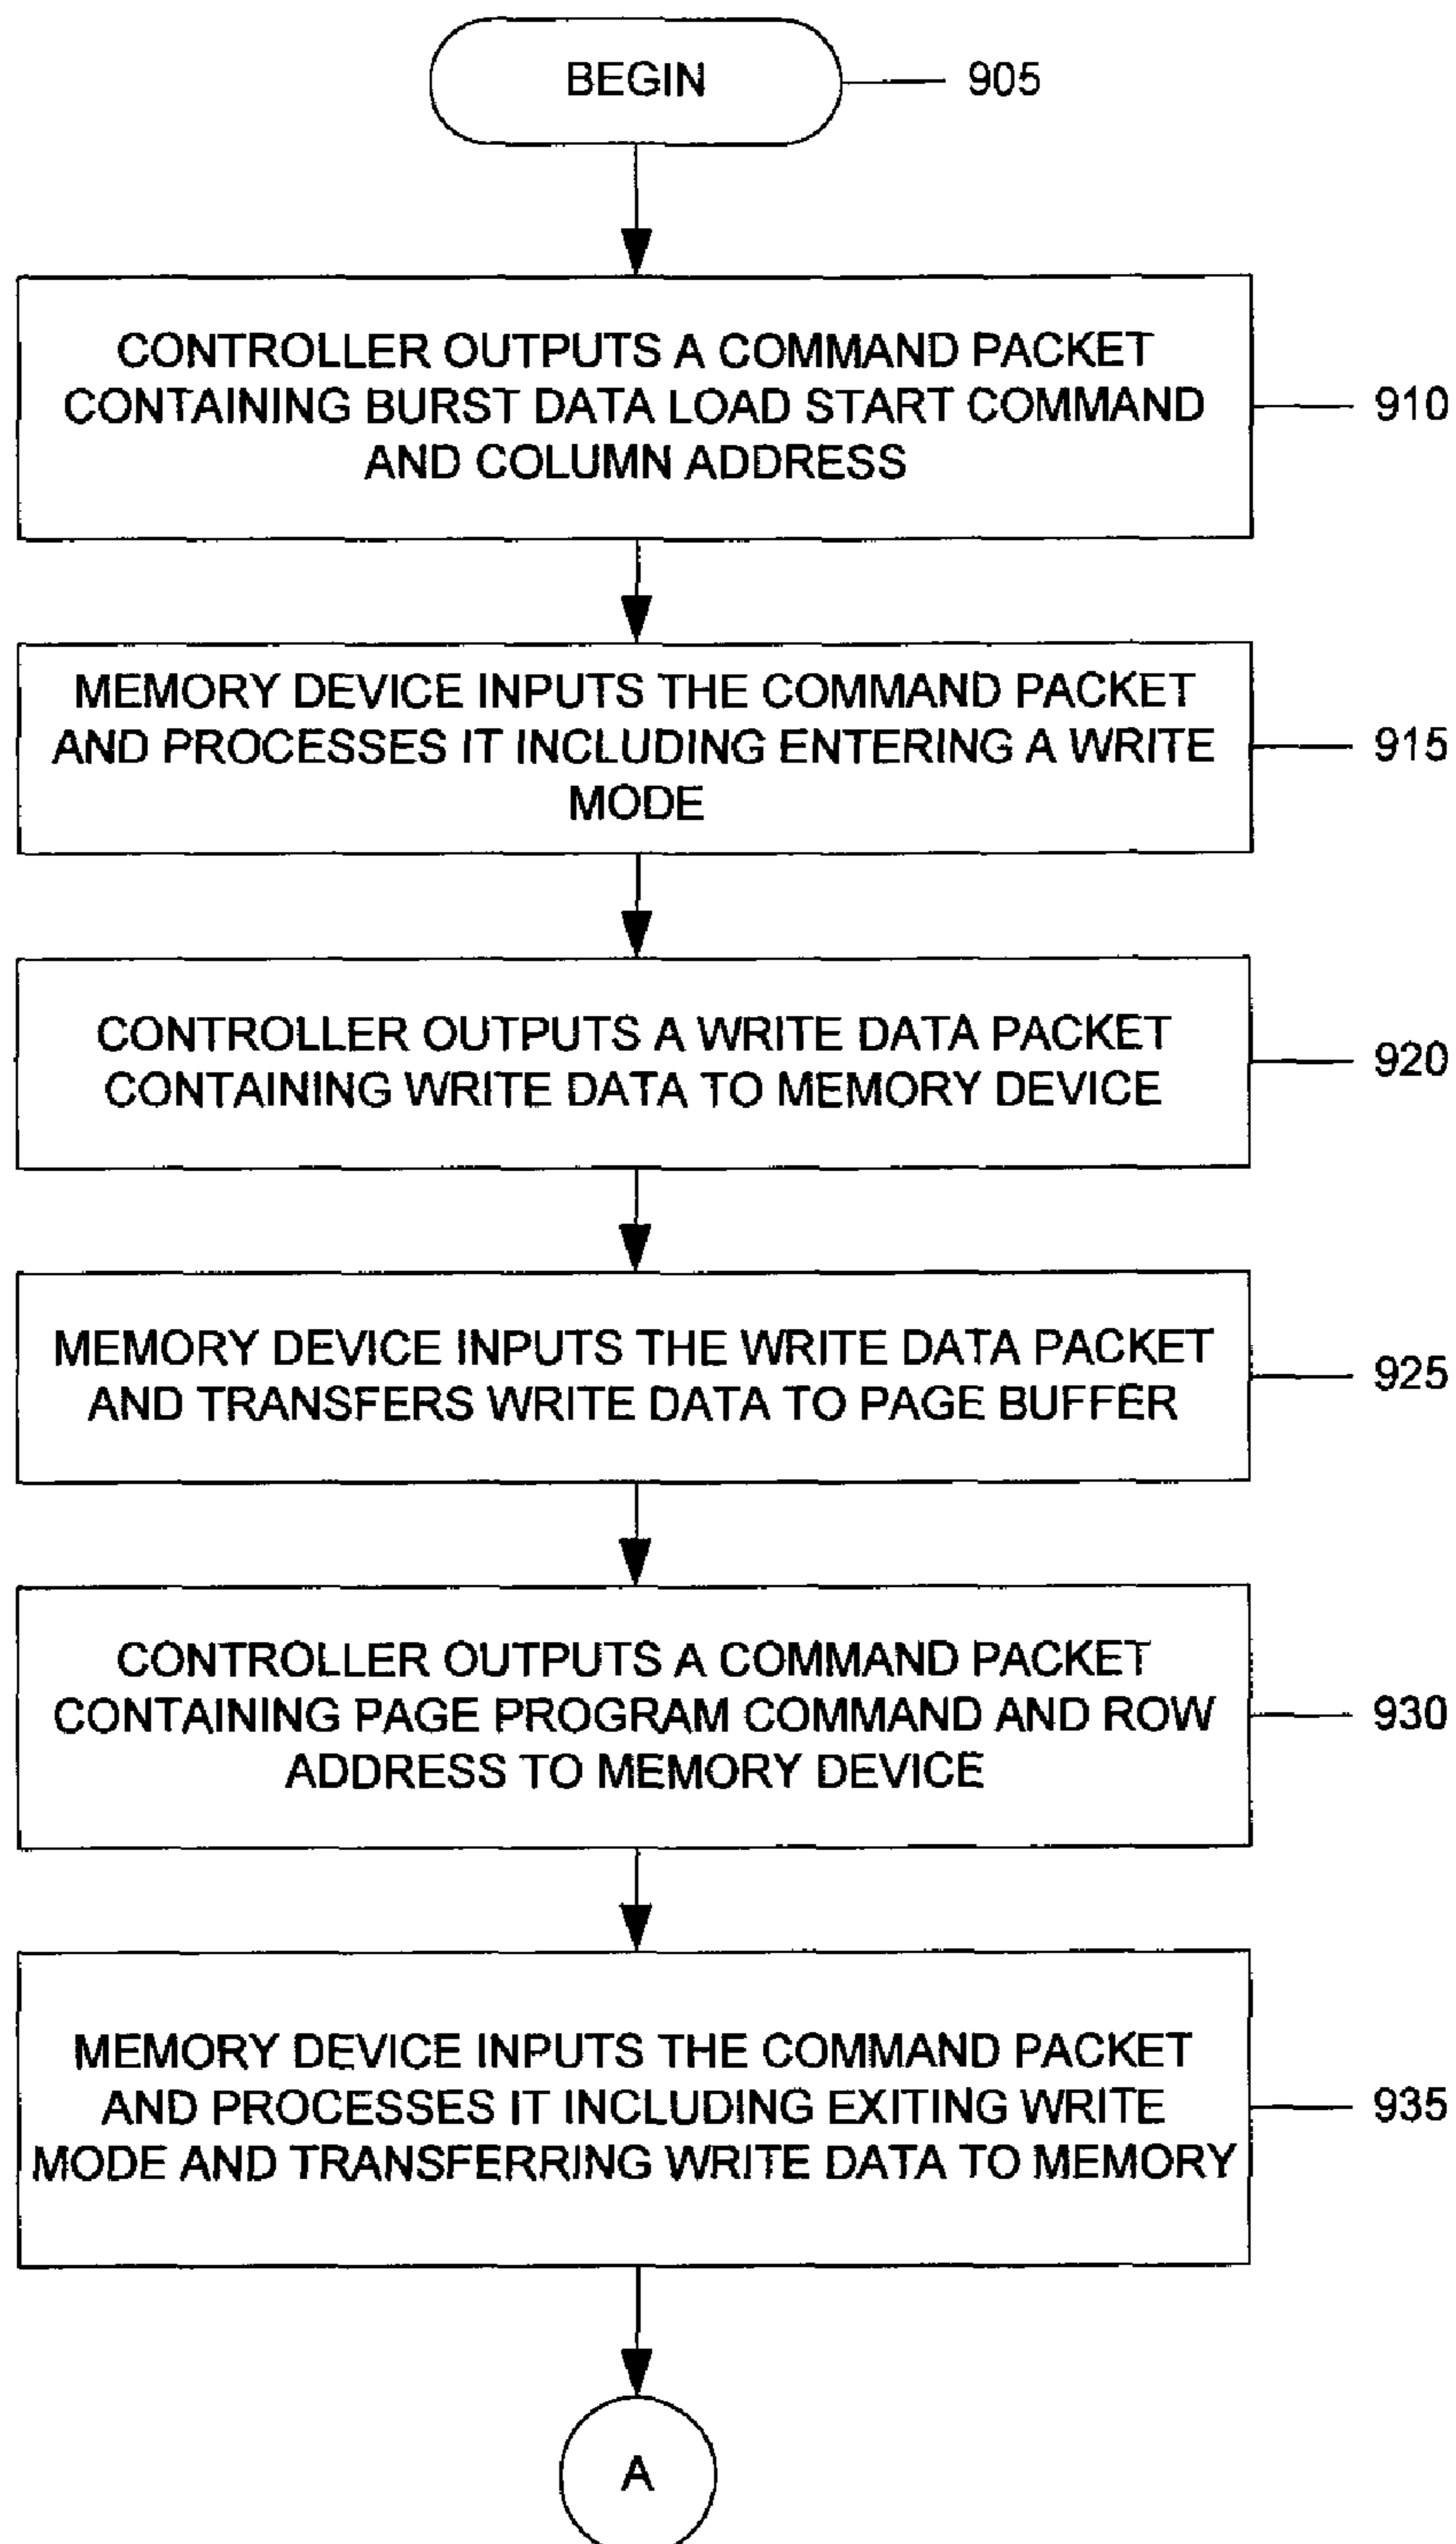 BEGIN
905
CONTROLLER OUTPUTS A COMMAND PACKET
CONTAINING BURST DATA LOAD START COMMAND
AND COLUMN ADDRESS
910
MEMORY DEVICE INPUTS THE COMMAND PACKET
AND PROCESSES IT INCLUDING ENTERING A WRITE
MODE
915
CONTROLLER OUTPUTS A WRITE DATA PACKET
CONTAINING WRITE DATA TO MEMORY DEVICE
920
MEMORY DEVICE INPUTS THE WRITE DATA PACKET
AND TRANSFERS WRITE DATA TO PAGE BUFFER
925
CONTROLLER OUTPUTS A COMMAND PACKET
CONTAINING PAGE PROGRAM COMMAND AND ROW
ADDRESS TO MEMORY DEVICE
930
MEMORY DEVICE INPUTS THE COMMAND PACKET
AND PROCESSES IT INCLUDING EXITING WRITE
MODE AND TRANSFERRING WRITE DATA TO MEMORY
935
A